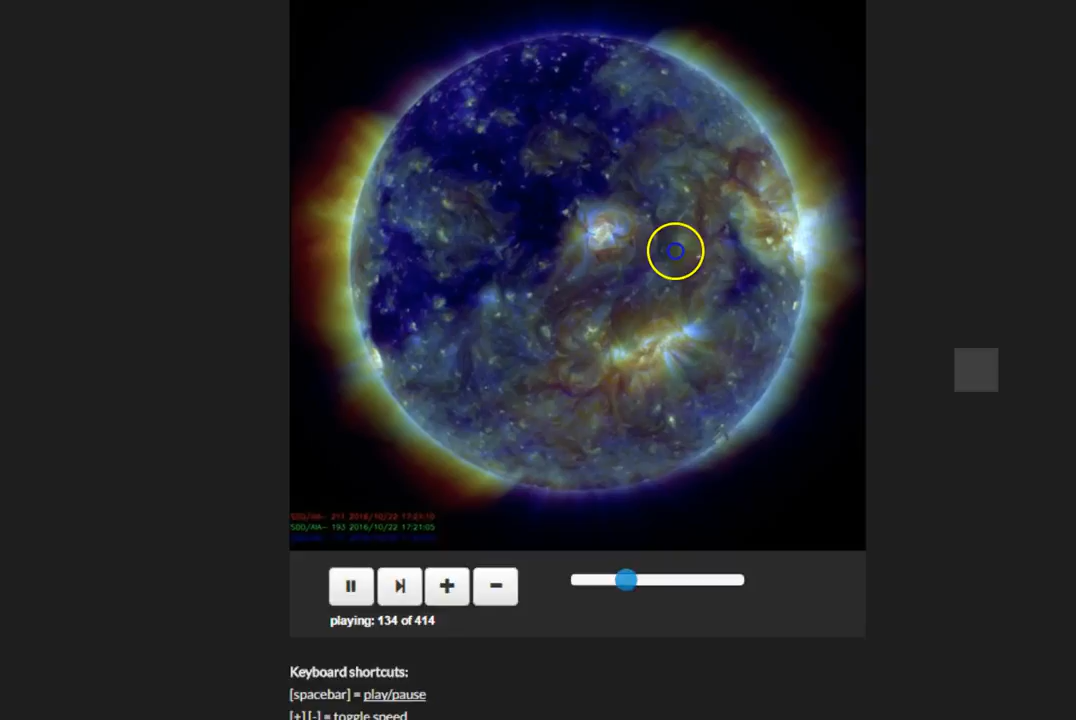 SDO/AIA- 211 2016/10/22 17:21:10
SDO/AIA- 193 2016/10/22 17:21:05
playing: 134 of 414
Keyboard shortcuts:
[spacebar] = play/pause
[+] [-] = toggle speed